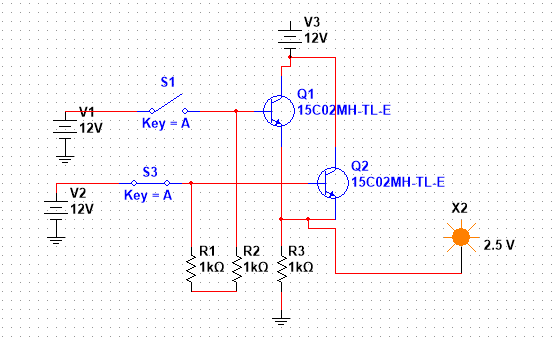 V3
12V
S1
Key = A
V1
12V
Q1
15C02MH-TL-E
S3
Key = A
V2
12V
Q2
15C02MH-TL-E
X2
2.5 V
R1
1kΩ
R2
1kΩ
R3
1kΩ